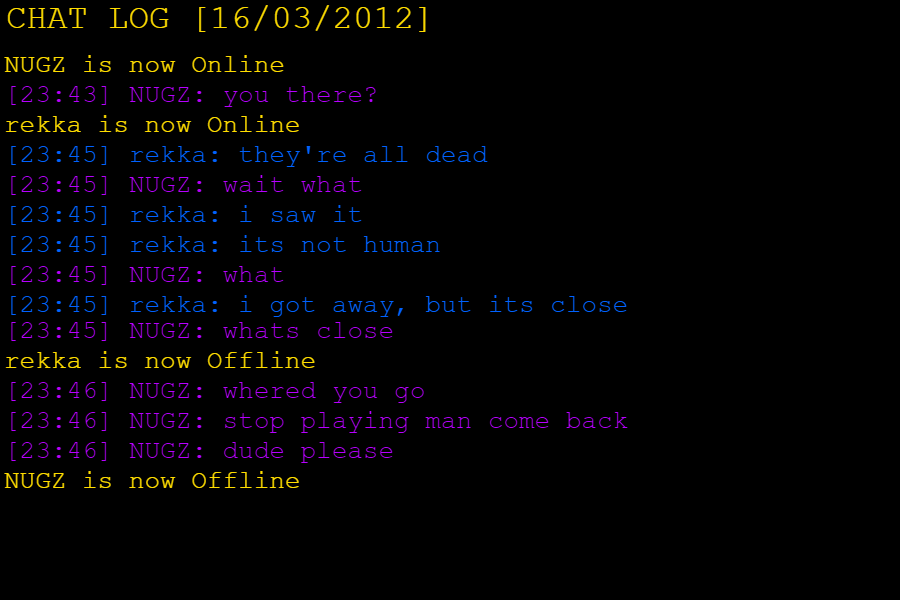 CHAT LOG [16/03/2012]
NUGZ is now Online
[23:43] NUGZ: you there?
rekka is now Online
[23:45] rekka: they're all dead
[23:45] NUGZ: wait what
[23:45] rekka: i saw it
[23:45] rekka: its not human
[23:45] NUGZ: what
[23:45] rekka: i got away, but its close
[23:45] NUGZ: whats close
rekka is now Offline
[23:46] NUGZ: whered you go
[23:46] NUGZ: stop playing man come back
[23:46] NUGZ: dude please
NUGZ is now Offline